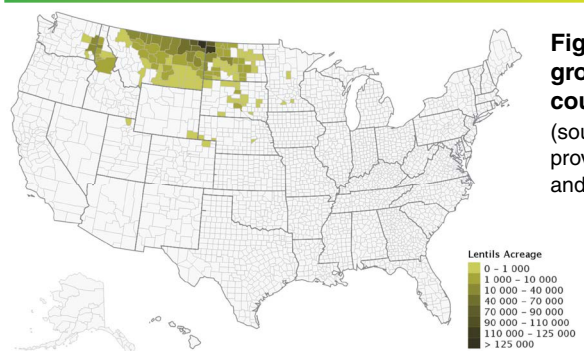 Fig
gro
cou
(sou
prov
and
Lentils Acreage
0 – 1 000
1 000 – 10 000
10 000 – 40 000
40 000 – 70 000
70 000 – 90 000
90 000 – 110 000
110 000 – 125 000
> 125 000